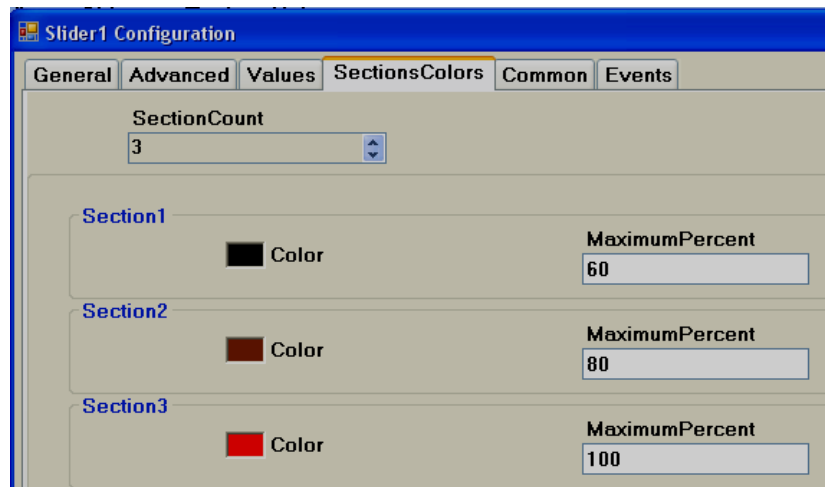 Slider1 Configuration
General Advanced Values SectionsColors Common Events
SectionCount
3
Section1
Color
MaximumPercent
60
Section2
Color
MaximumPercent
80
Section3
Color
MaximumPercent
100